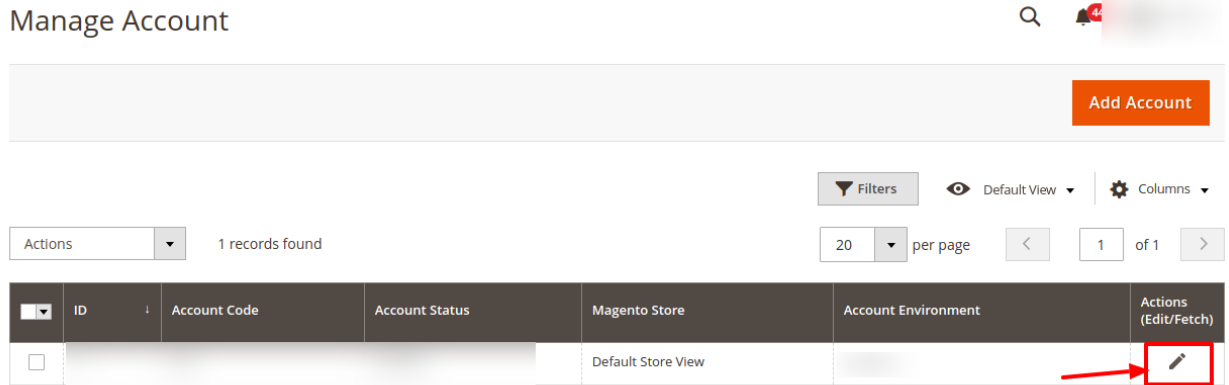 Manage Account
44
Add Account
Filters
Default View
Columns
Actions
1 records found
20
per page
1
of 1
ID
Account Code
Account Status
Magento Store
Account Environment
Actions
(Edit/Fetch)
Default Store View